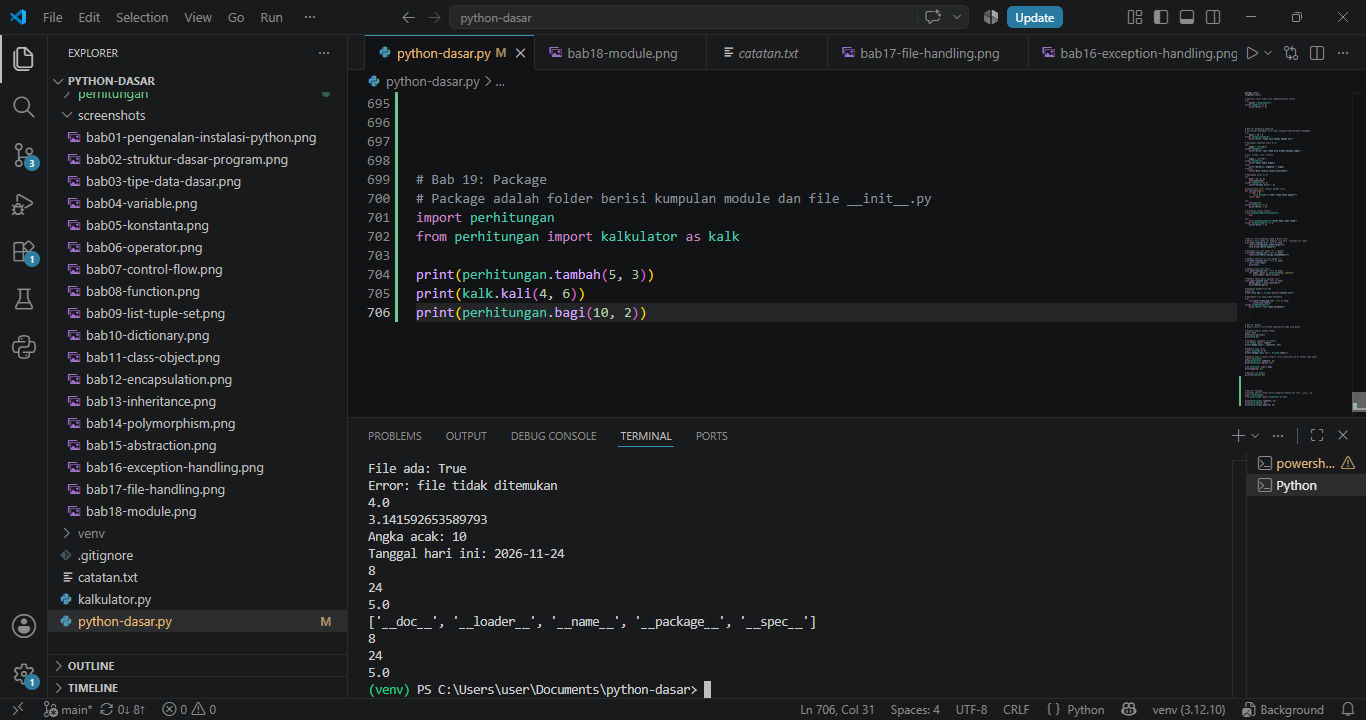 File Edit Selection View Go Run ···
python-dasar
Update
EXPLORER ···
PYTHON-DASAR
perhitungan
screenshots
bab01-pengenalan-instalasi-python.png
bab02-struktur-dasar-program.png
bab03-tipe-data-dasar.png
bab04-variable.png
bab05-konstanta.png
bab06-operator.png
bab07-control-flow.png
bab08-function.png
bab09-list-tuple-set.png
bab10-dictionary.png
bab11-class-object.png
bab12-encapsulation.png
bab13-inheritance.png
bab14-polymorphism.png
bab15-abstraction.png
bab16-exception-handling.png
bab17-file-handling.png
bab18-module.png
venv
.gitignore
catatan.txt
kalkulator.py
python-dasar.py M
OUTLINE
TIMELINE
3
1
1
python-dasar.py M
bab18-module.png
catatan.txt
bab17-file-handling.png
bab16-exception-handling.png
python-dasar.py > ...
695
696
697
698
699 # Bab 19: Package
700 # Package adalah folder berisi kumpulan module dan file __init__.py
701 import perhitungan
702 from perhitungan import kalkulator as kalk
703
704 print(perhitungan.tambah(5, 3))
705 print(kalk.kali(4, 6))
706 print(perhitungan.bagi(10, 2))
PROBLEMS OUTPUT DEBUG CONSOLE TERMINAL PORTS
File ada: True
Error: file tidak ditemukan
4.0
3.141592653589793
Angka acak: 10
Tanggal hari ini: 2026-11-24
8
24
5.0
['__doc__', '__loader__', '__name__', '__package__', '__spec__']
8
24
5.0
(venv) PS C:\Users\user\Documents\python-dasar>
powersh...
Python
main* 0↓ 8↑ 0 0 Ln 706, Col 31 Spaces: 4 UTF-8 CRLF { } Python venv (3.12.10) Background